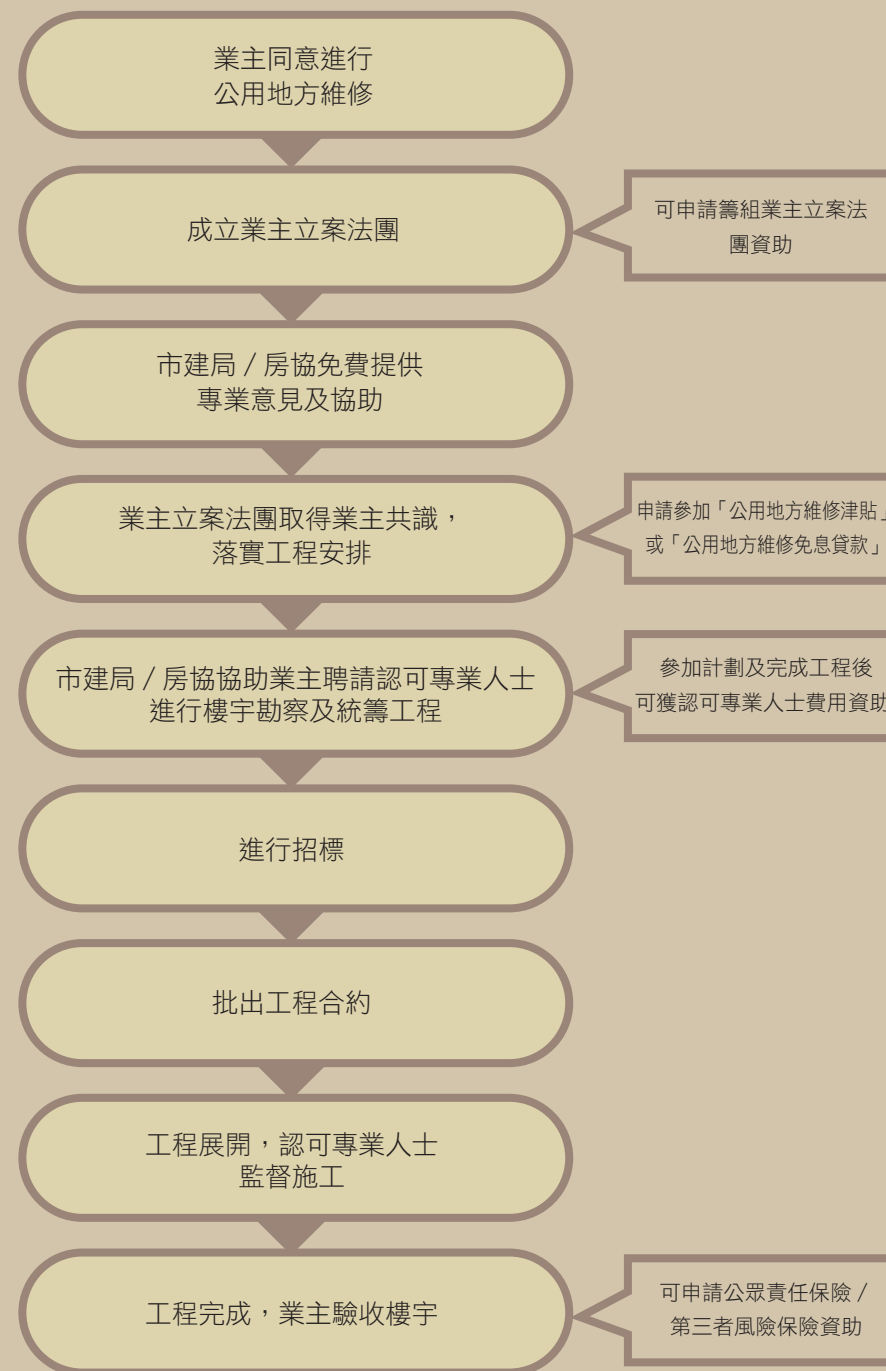 業主同意進行
公用地方維修
成立業主立案法團
可申請籌組業主立案法
團資助
市建局 / 房協免費提供
專業意見及協助
業主立案法團取得業主共識，
落實工程安排
申請參加「公用地方維修津貼」
或「公用地方維修免息貸款」
市建局 / 房協協助業主聘請認可專業人士
進行樓宇勘察及統籌工程
參加計劃及完成工程後
可獲認可專業人士費用資助
進行招標
批出工程合約
工程展開，認可專業人士
監督施工
工程完成，業主驗收樓宇
可申請公眾責任保險 /
第三者風險保險資助